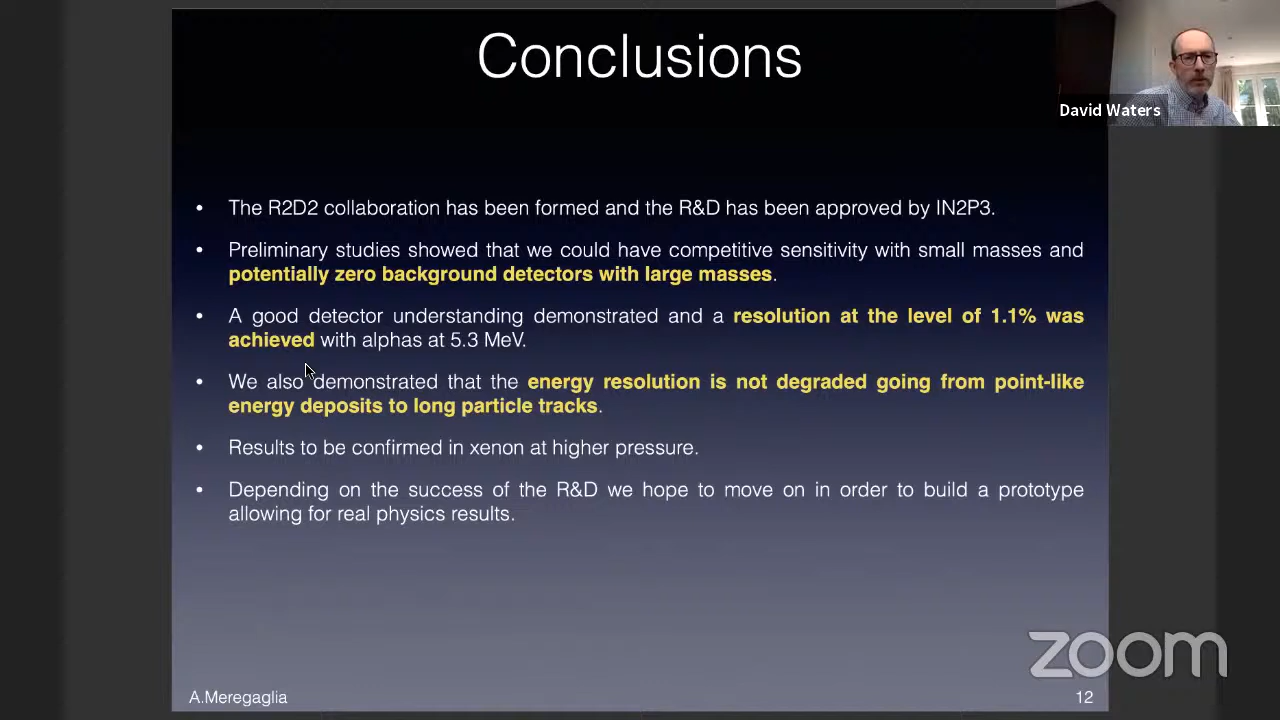 Conclusions
David Waters
• The R2D2 collaboration has been formed and the R&D has been approved by IN2P3.
• Preliminary studies showed that we could have competitive sensitivity with small masses and
potentially zero background detectors with large masses.
• A good detector understanding demonstrated and a resolution at the level of 1.1% was
achieved with alphas at 5.3 MeV.
• We also demonstrated that the energy resolution is not degraded going from point-like
energy deposits to long particle tracks.
• Results to be confirmed in xenon at higher pressure.
• Depending on the success of the R&D we hope to move on in order to build a prototype
allowing for real physics results.
zoom
A.Meregaglia
12